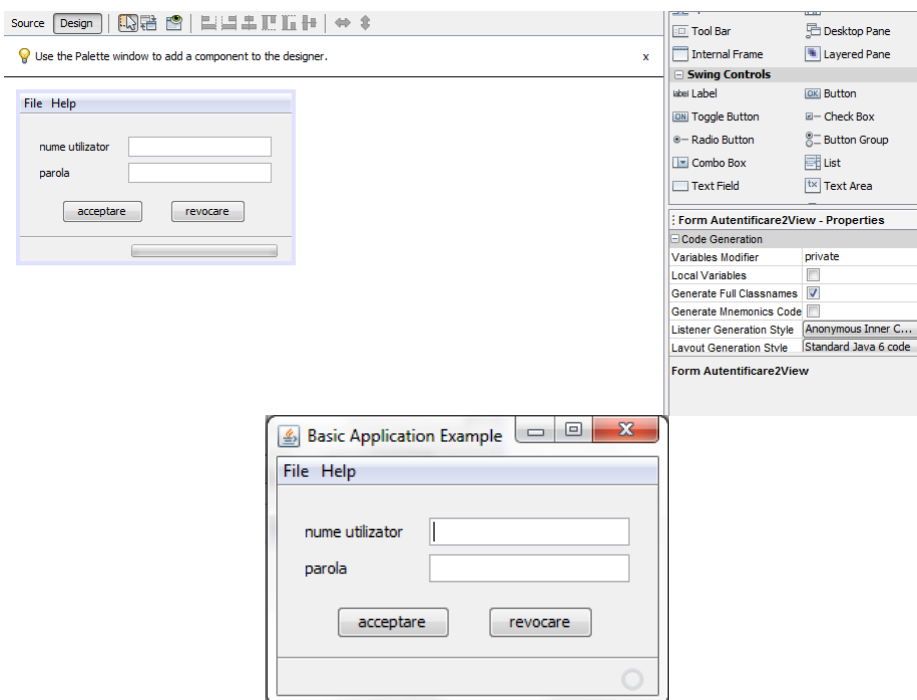 Source Design
Use the Palette window to add a component to the designer. x
File Help
nume utilizator
parola
acceptare revocare
Tool Bar Desktop Pane
Internal Frame Layered Pane
Swing Controls
label Label OK Button
ON Toggle Button Check Box
Radio Button Button Group
Combo Box List
Text Field tx Text Area
Form Autentificare2View - Properties
Code Generation
Variables Modifier private
Local Variables
Generate Full Classnames
Generate Mnemonics Code
Listener Generation Style Anonymous Inner C...
Layout Generation Style Standard Java 6 code
Form Autentificare2View
Basic Application Example
File Help
nume utilizator
parola
acceptare revocare